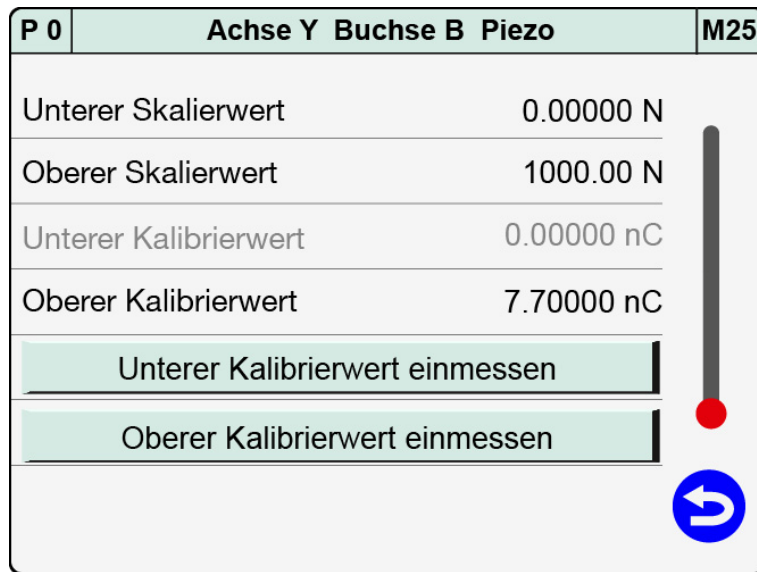 P 0 Achse Y Buchse B Piezo M25
Unterer Skalierwert 0.00000 N
Oberer Skalierwert 1000.00 N
Unterer Kalibrierwert 0.00000 nC
Oberer Kalibrierwert 7.70000 nC
Unterer Kalibrierwert einmessen
Oberer Kalibrierwert einmessen